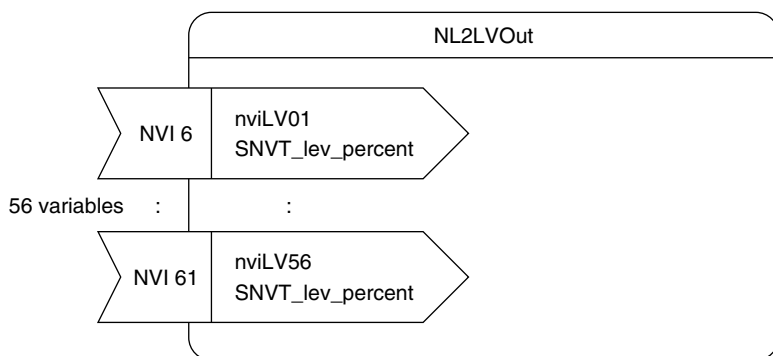 NL2LVOut
NVI 6
nviLV01
SNVT_lev_percent
56 variables : :
NVI 61
nviLV56
SNVT_lev_percent